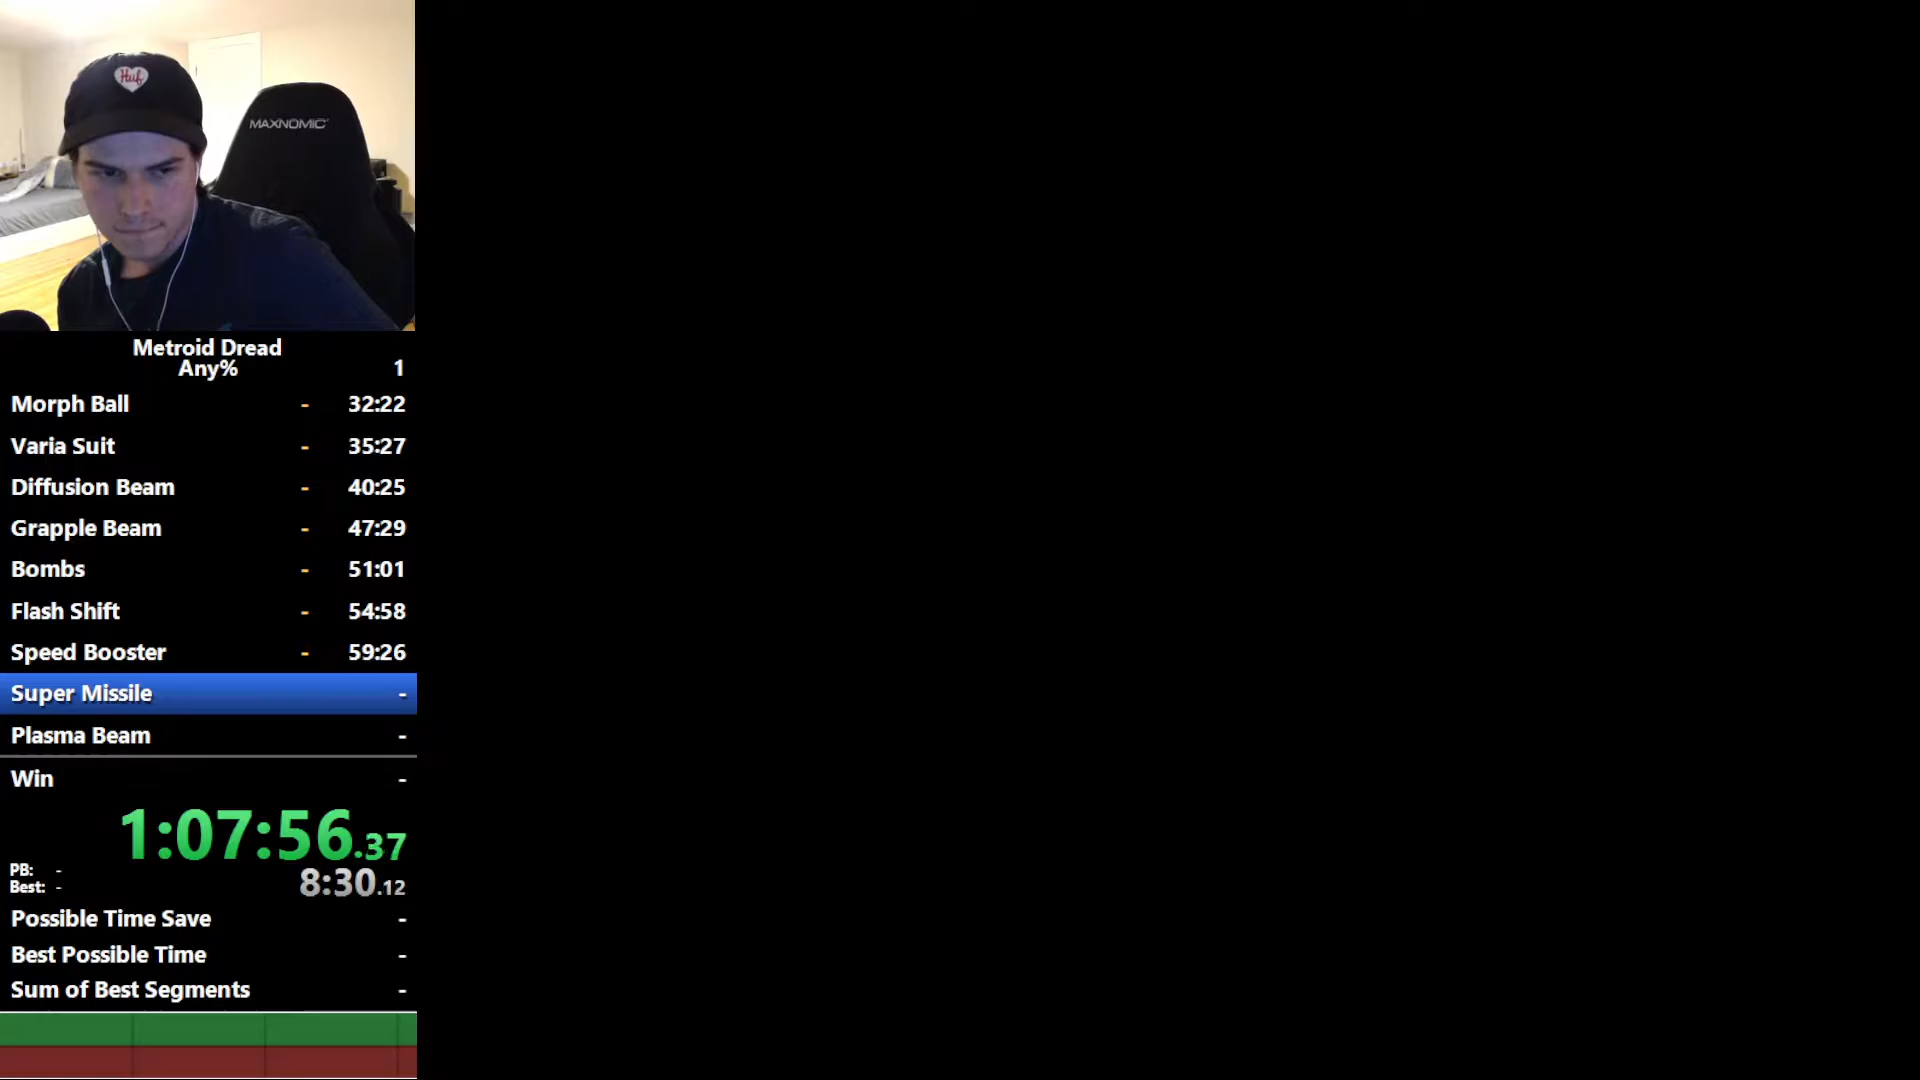 Huf
MAXNOMIC
Metroid Dread
Any% 1
Morph Ball - 32:22
Varia Suit - 35:27
Diffusion Beam - 40:25
Grapple Beam - 47:29
Bombs - 51:01
Flash Shift - 54:58
Speed Booster - 59:26
Super Missile -
Plasma Beam -
Win -
1:07:56.37
PB: -
Best: -
8:30.12
Possible Time Save -
Best Possible Time -
Sum of Best Segments -